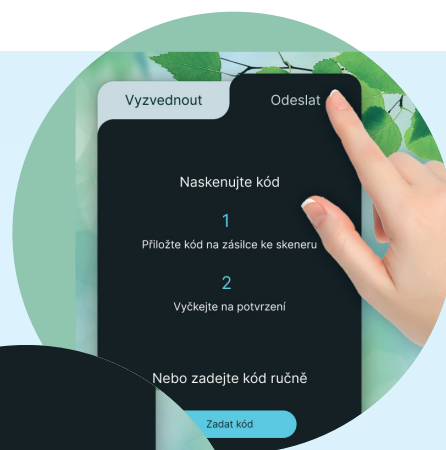 Vyzvednout
Odeslat
Naskenujte kód
1
Přiložte kód na zásilce ke skeneru
2
Vyčkejte na potvrzení
Nebo zadejte kód ručně
Zadat kód